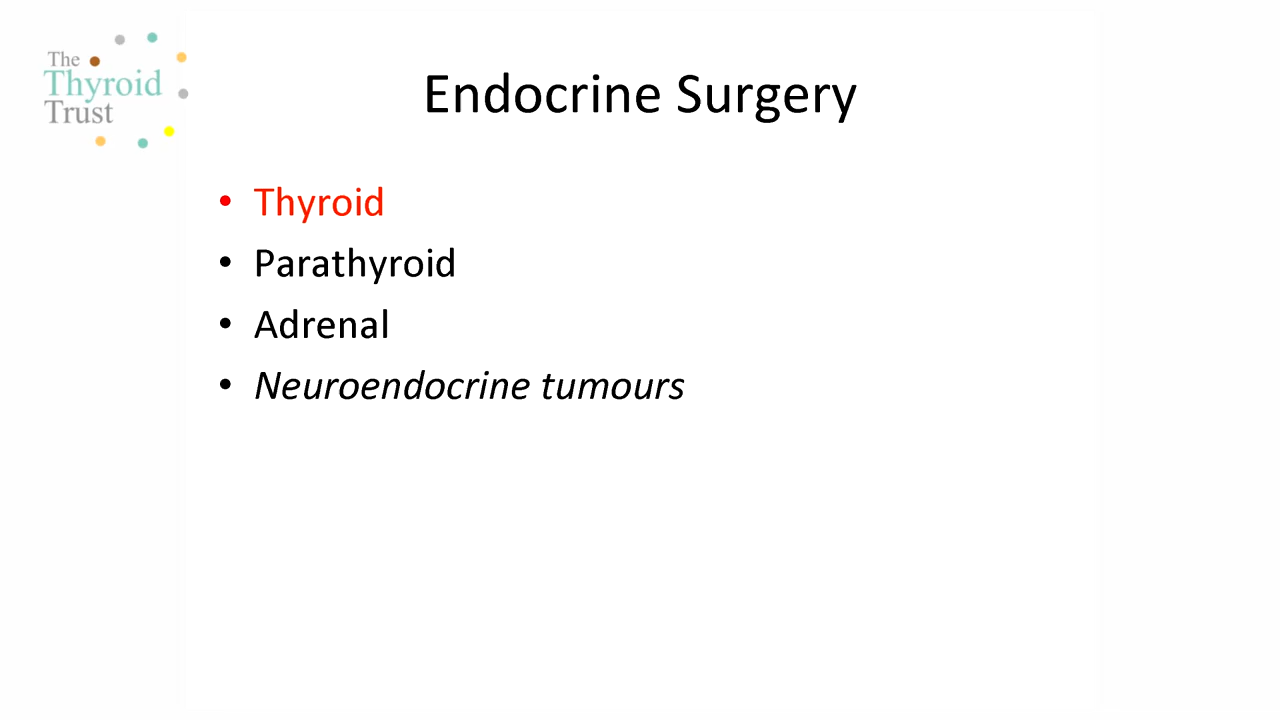 The
Thyroid
Trust
Endocrine Surgery
• Thyroid
• Parathyroid
• Adrenal
• Neuroendocrine tumours